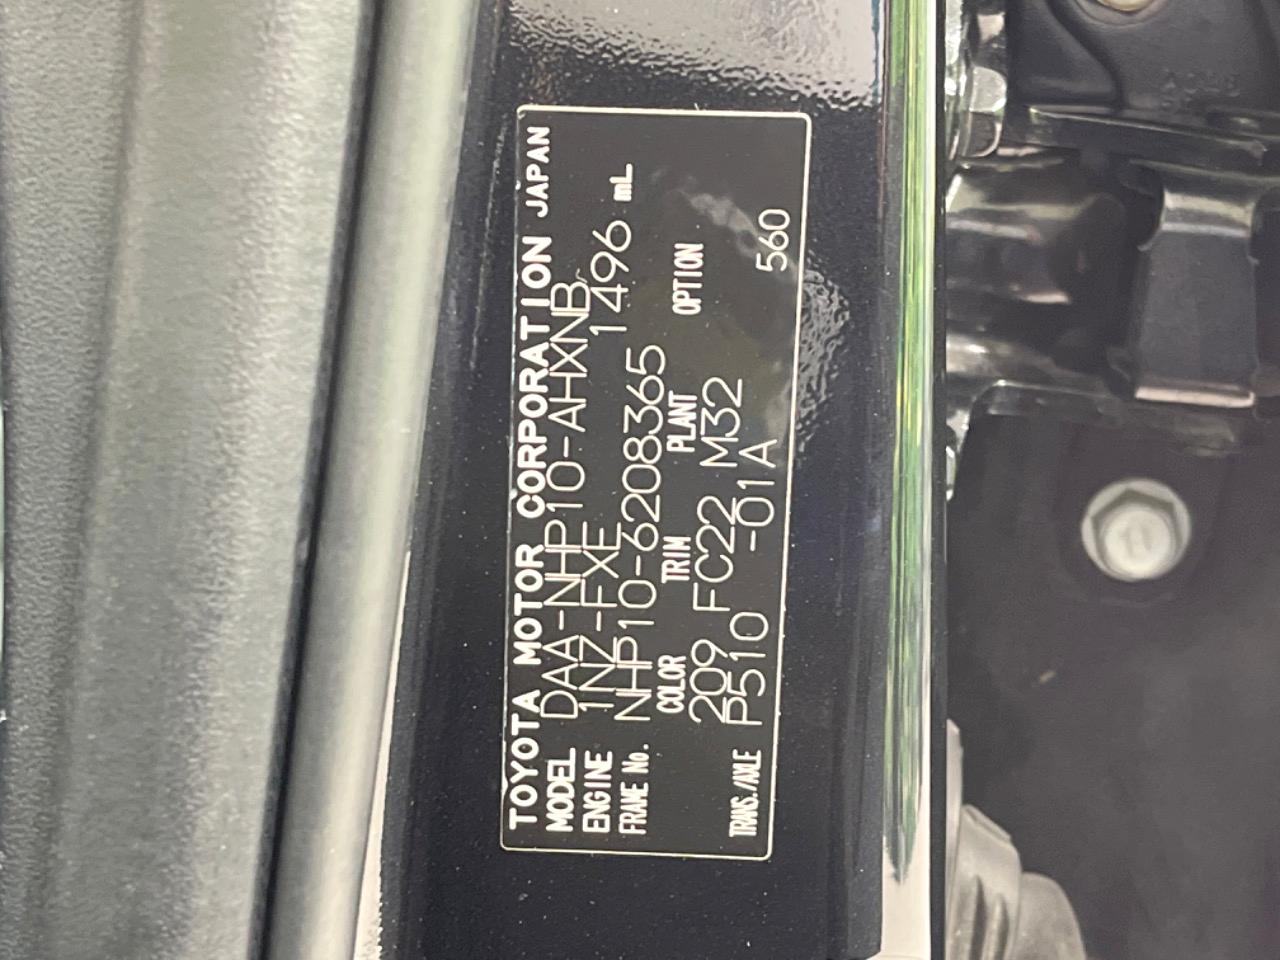 TOYOTA MOTOR CORPORATION JAPAN
MODEL DAA-NHP10-AHXNB
ENGINE 1NZ-FXE 1496 mL
FRAME No. NHP10-6208365
COLOR TRIM PLANT OPTION
209 FC22 M32
TRANS./AXLE P510 -01A 560